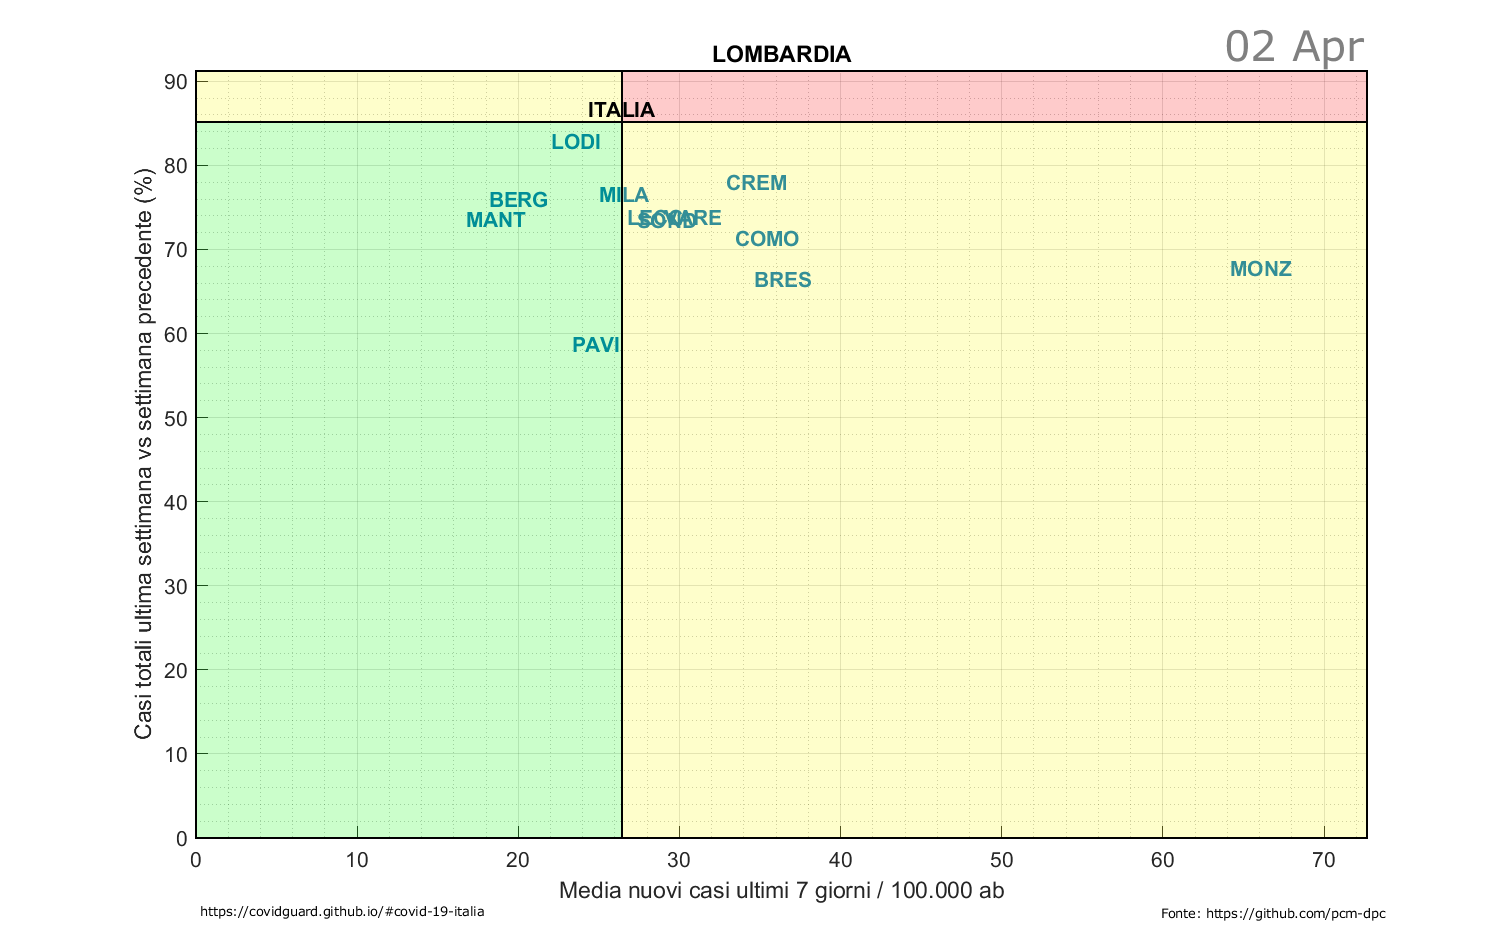 02 Apr
LOMBARDIA
90
ITALIA
LODI
80
CREM
MILA
BERG
MANT
SOND
COMO
70
MONZ
BRES
60
PAVI
50
40
30
20
10
0
Casi totali ultima settimana vs settimana precedente (%)
0 10 20 30 40 50 60 70
Media nuovi casi ultimi 7 giorni / 100.000 ab
https://covidguard.github.io/#covid-19-italia
Fonte: https://github.com/pcm-dpc